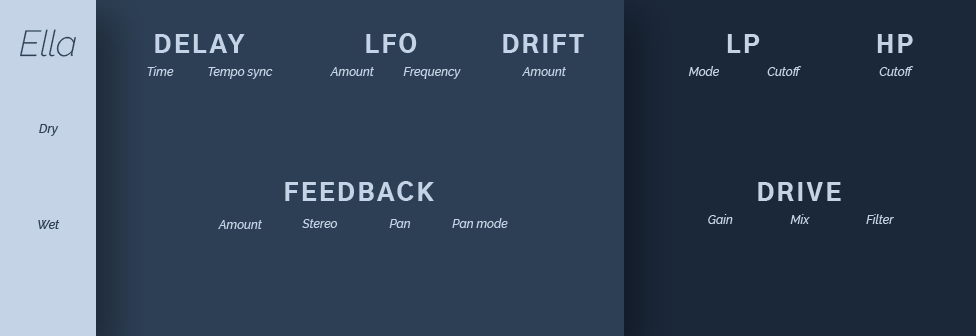 Ella
Dry
Wet
DELAY
Time Tempo sync
LFO
Amount Frequency
DRIFT
Amount
FEEDBACK
Amount Stereo Pan Pan mode
LP
Mode Cutoff
HP
Cutoff
DRIVE
Gain Mix Filter